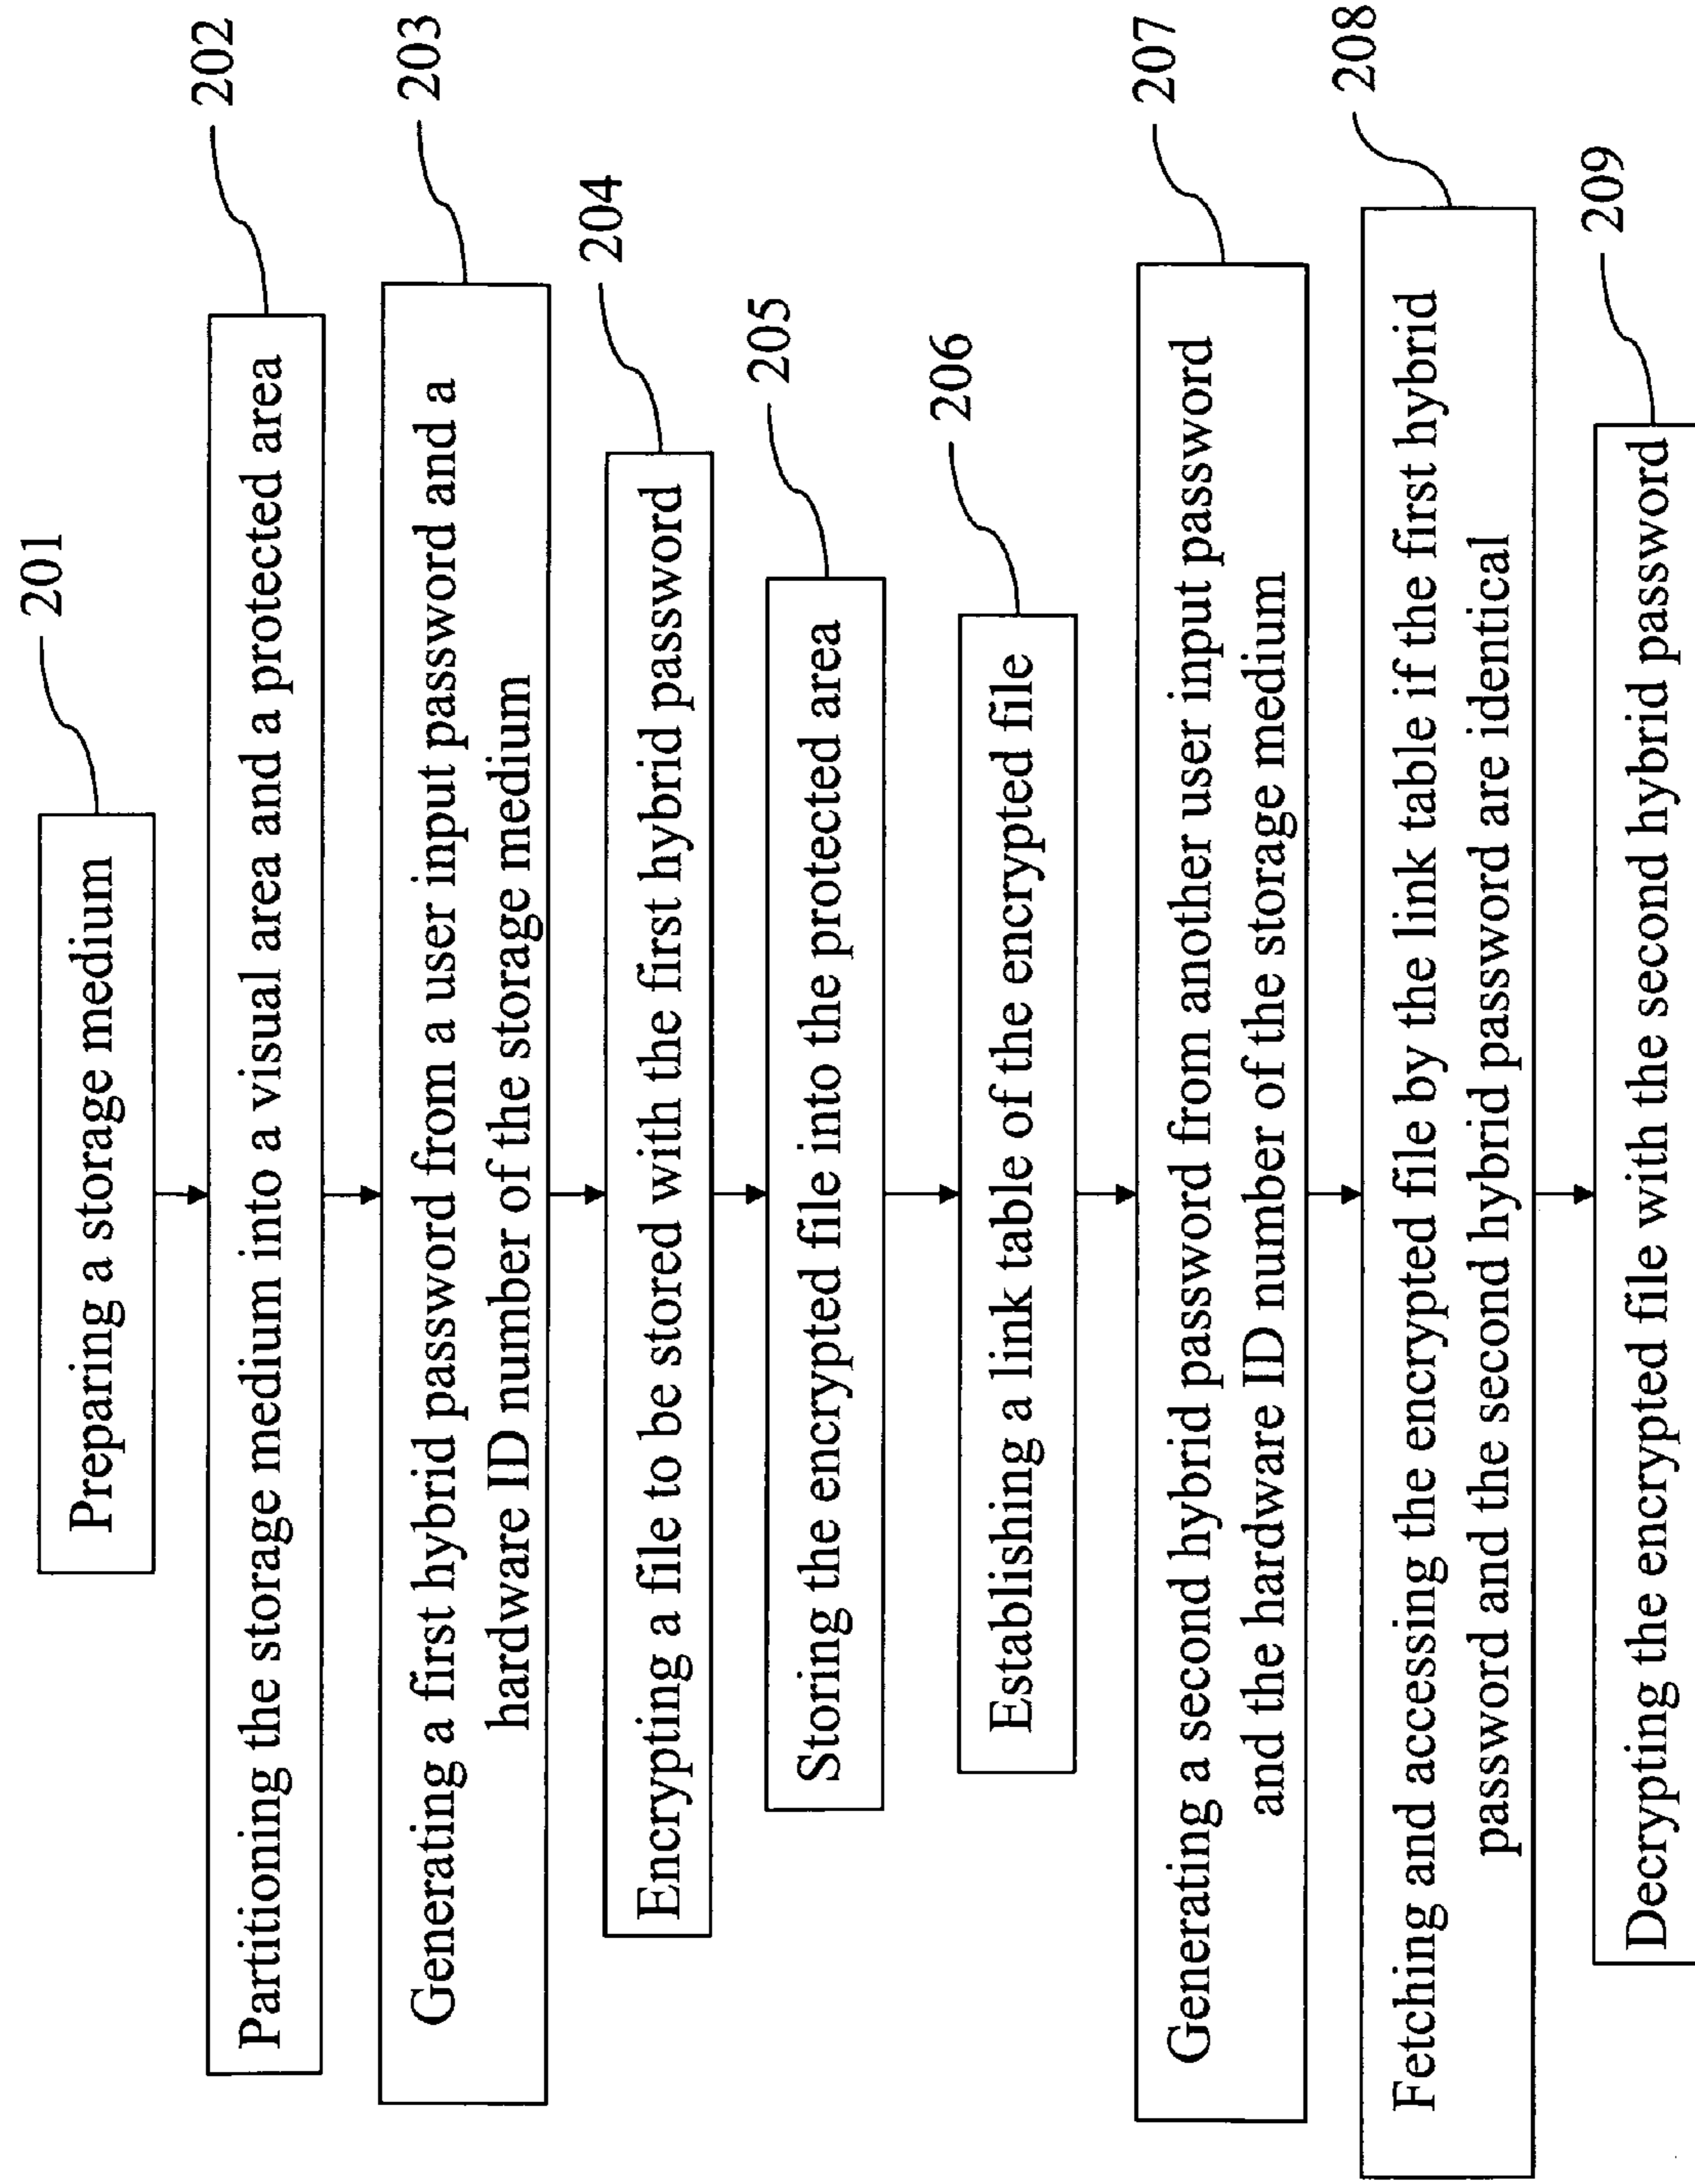 201
Preparing a storage medium
202
Partitioning the storage medium into a visual area and a protected area
203
Generating a first hybrid password from a user input password and a
hardware ID number of the storage medium
204
Encrypting a file to be stored with the first hybrid password
205
Storing the encrypted file into the protected area
206
Establishing a link table of the encrypted file
207
Generating a second hybrid password from another user input password
and the hardware ID number of the storage medium
208
Fetching and accessing the encrypted file by the link table if the first hybrid
password and the second hybrid password are identical
209
Decrypting the encrypted file with the second hybrid password